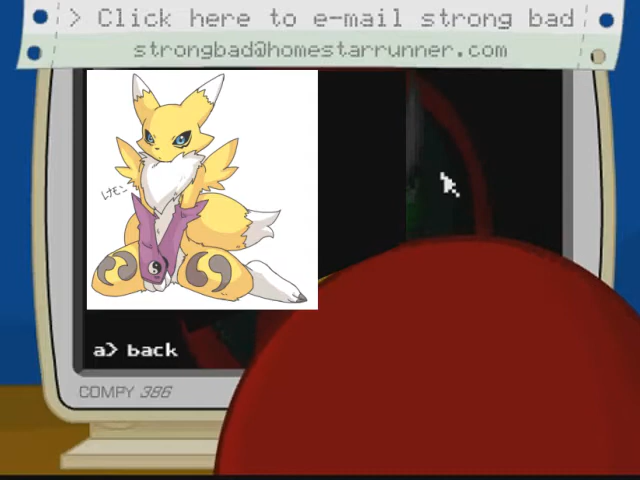 > Click here to e-mail strong bad
strongbad@homestarrunner.com
レナモン
a> back
COMPY 386